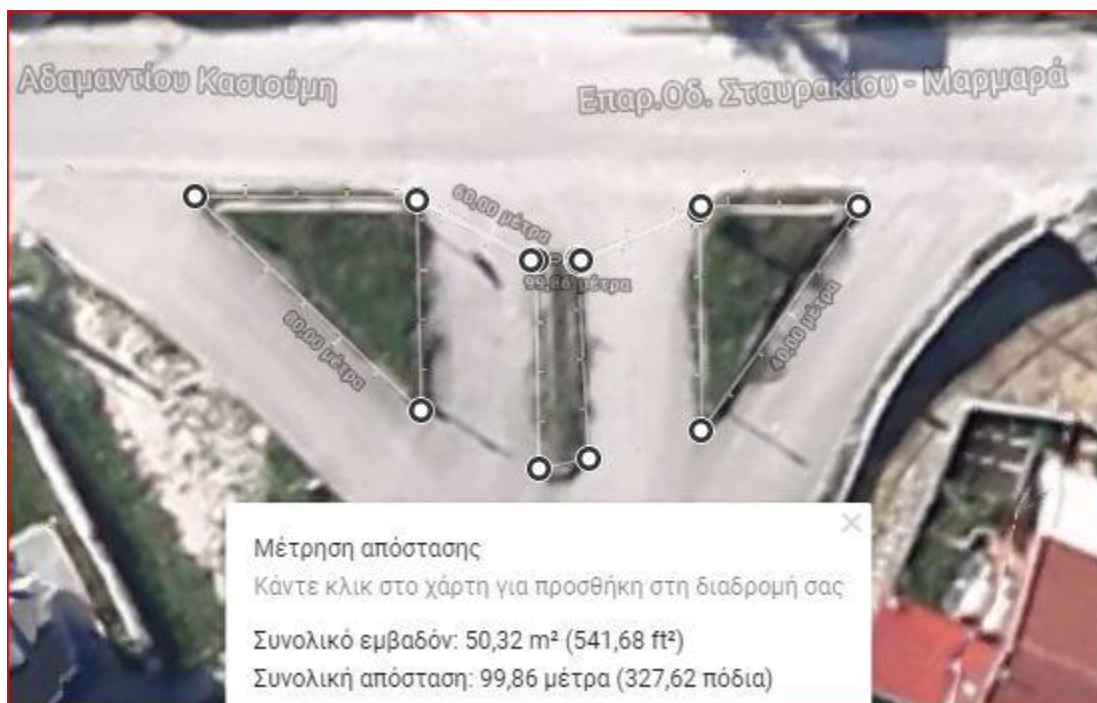 Αδαμαντίου Κασιούμη
Επαρ.Οδ. Σταυρακίου - Μαρμαρά
60,00 μέτρα
99,86 μέτρα
80,00 μέτρα
40,00 μέτρα
Μέτρηση απόστασης
Κάντε κλικ στο χάρτη για προσθήκη στη διαδρομή σας
Συνολικό εμβαδόν: 50,32 m² (541,68 ft²)
Συνολική απόσταση: 99,86 μέτρα (327,62 πόδια)